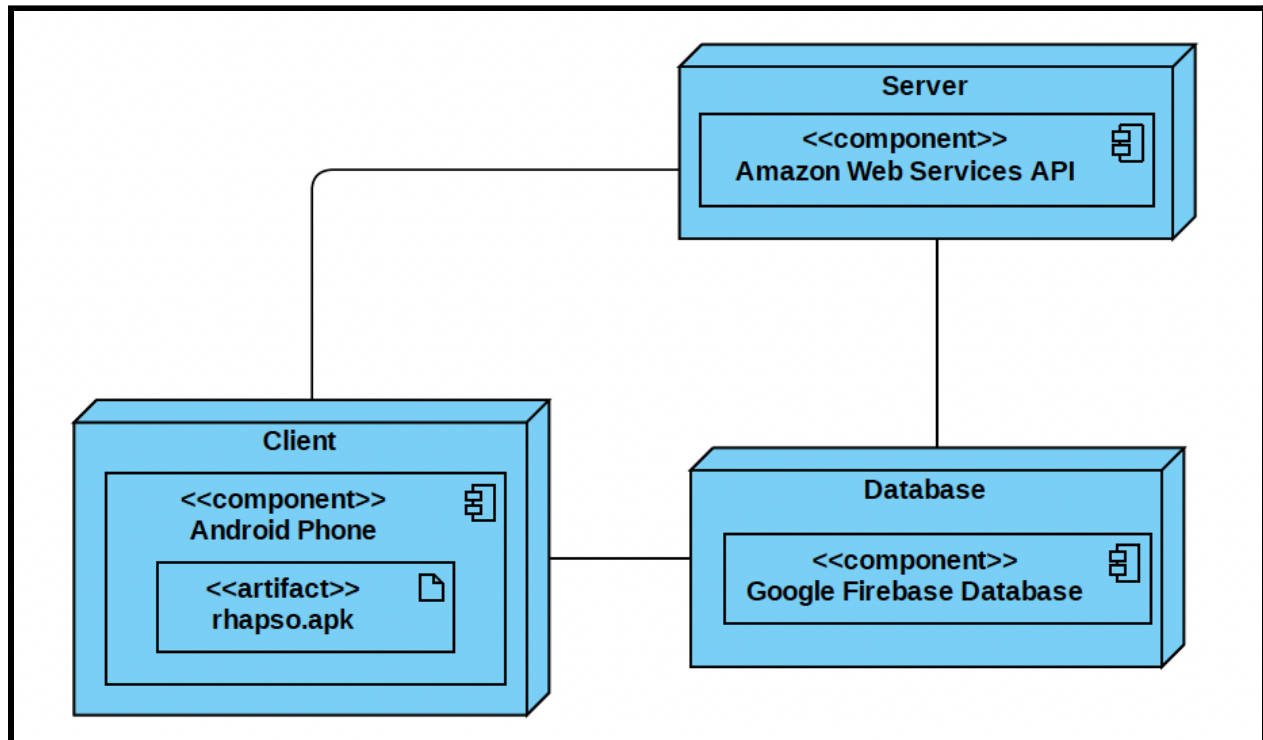 Server
<<component>>
Amazon Web Services API
Client
<<component>>
Android Phone
<<artifact>>
rhapso.apk
Database
<<component>>
Google Firebase Database